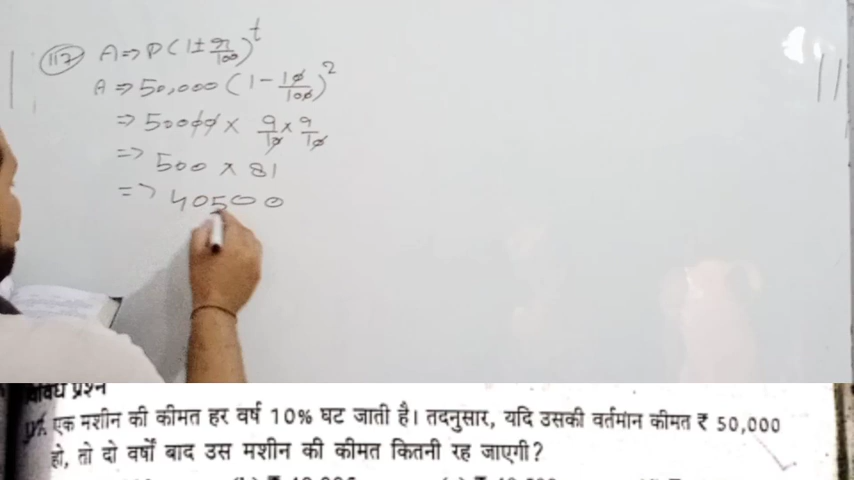 117 A => P(1±r/100)^t
A => 50,000 (1 - 10/100)^2
=> 50000 × 9/10 × 9/10
=> 500 × 81
=> 40500
विविध प्रश्न
117. एक मशीन की कीमत हर वर्ष 10% घट जाती है। तदनुसार, यदि उसकी वर्तमान कीमत ₹ 50,000
हो, तो दो वर्षों बाद उस मशीन की कीमत कितनी रह जाएगी?